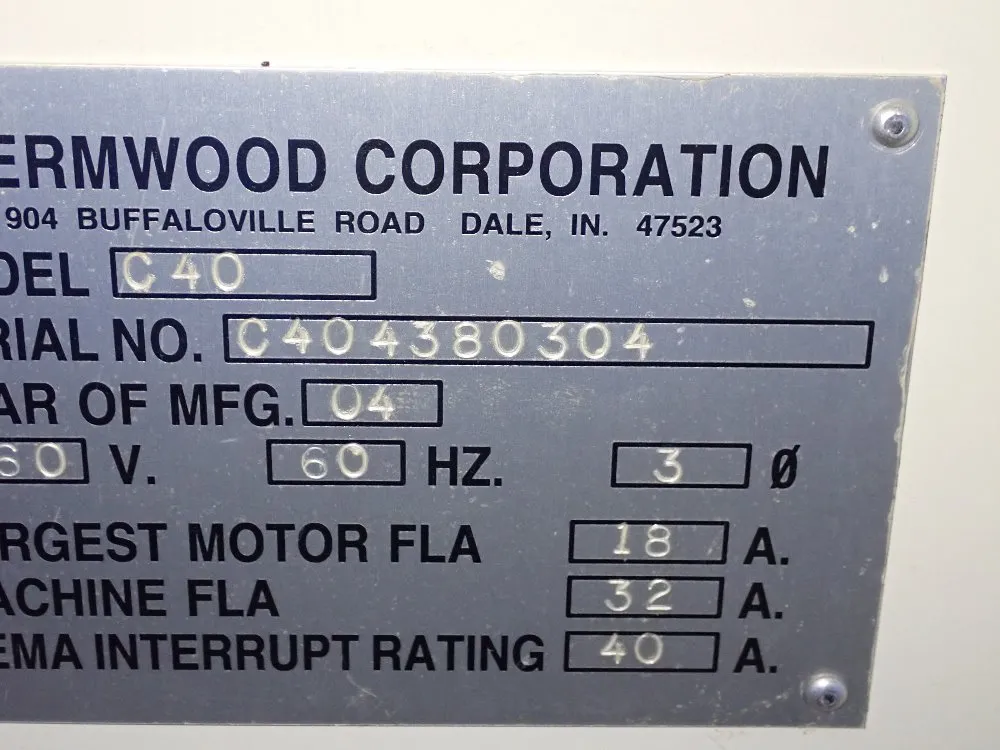 ERMWOOD CORPORATION
904 BUFFALOVILLE ROAD DALE, IN. 47523
DEL C40
RIAL NO. C404380304
AR OF MFG. 04
60 V. 60 HZ. 3 Ø
RGEST MOTOR FLA 18 A.
ACHINE FLA 32 A.
EMA INTERRUPT RATING 40 A.